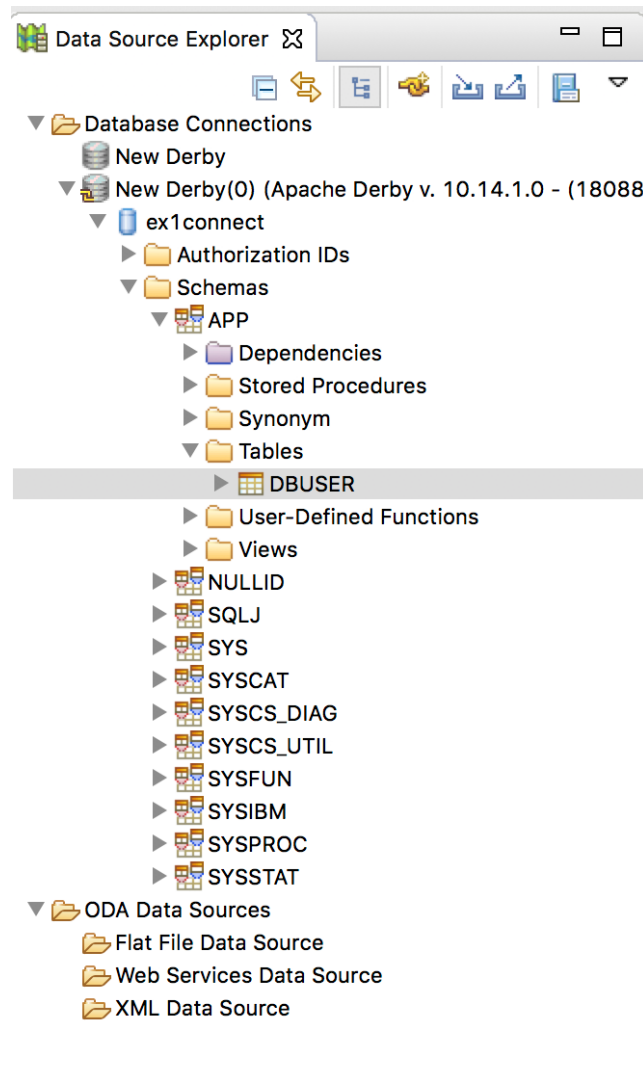 Data Source Explorer
Database Connections
New Derby
New Derby(0) (Apache Derby v. 10.14.1.0 - (18088
ex1connect
Authorization IDs
Schemas
APP
Dependencies
Stored Procedures
Synonym
Tables
DBUSER
User-Defined Functions
Views
NULLID
SQLJ
SYS
SYSCAT
SYSCS_DIAG
SYSCS_UTIL
SYSFUN
SYSIBM
SYSPROC
SYSSTAT
ODA Data Sources
Flat File Data Source
Web Services Data Source
XML Data Source